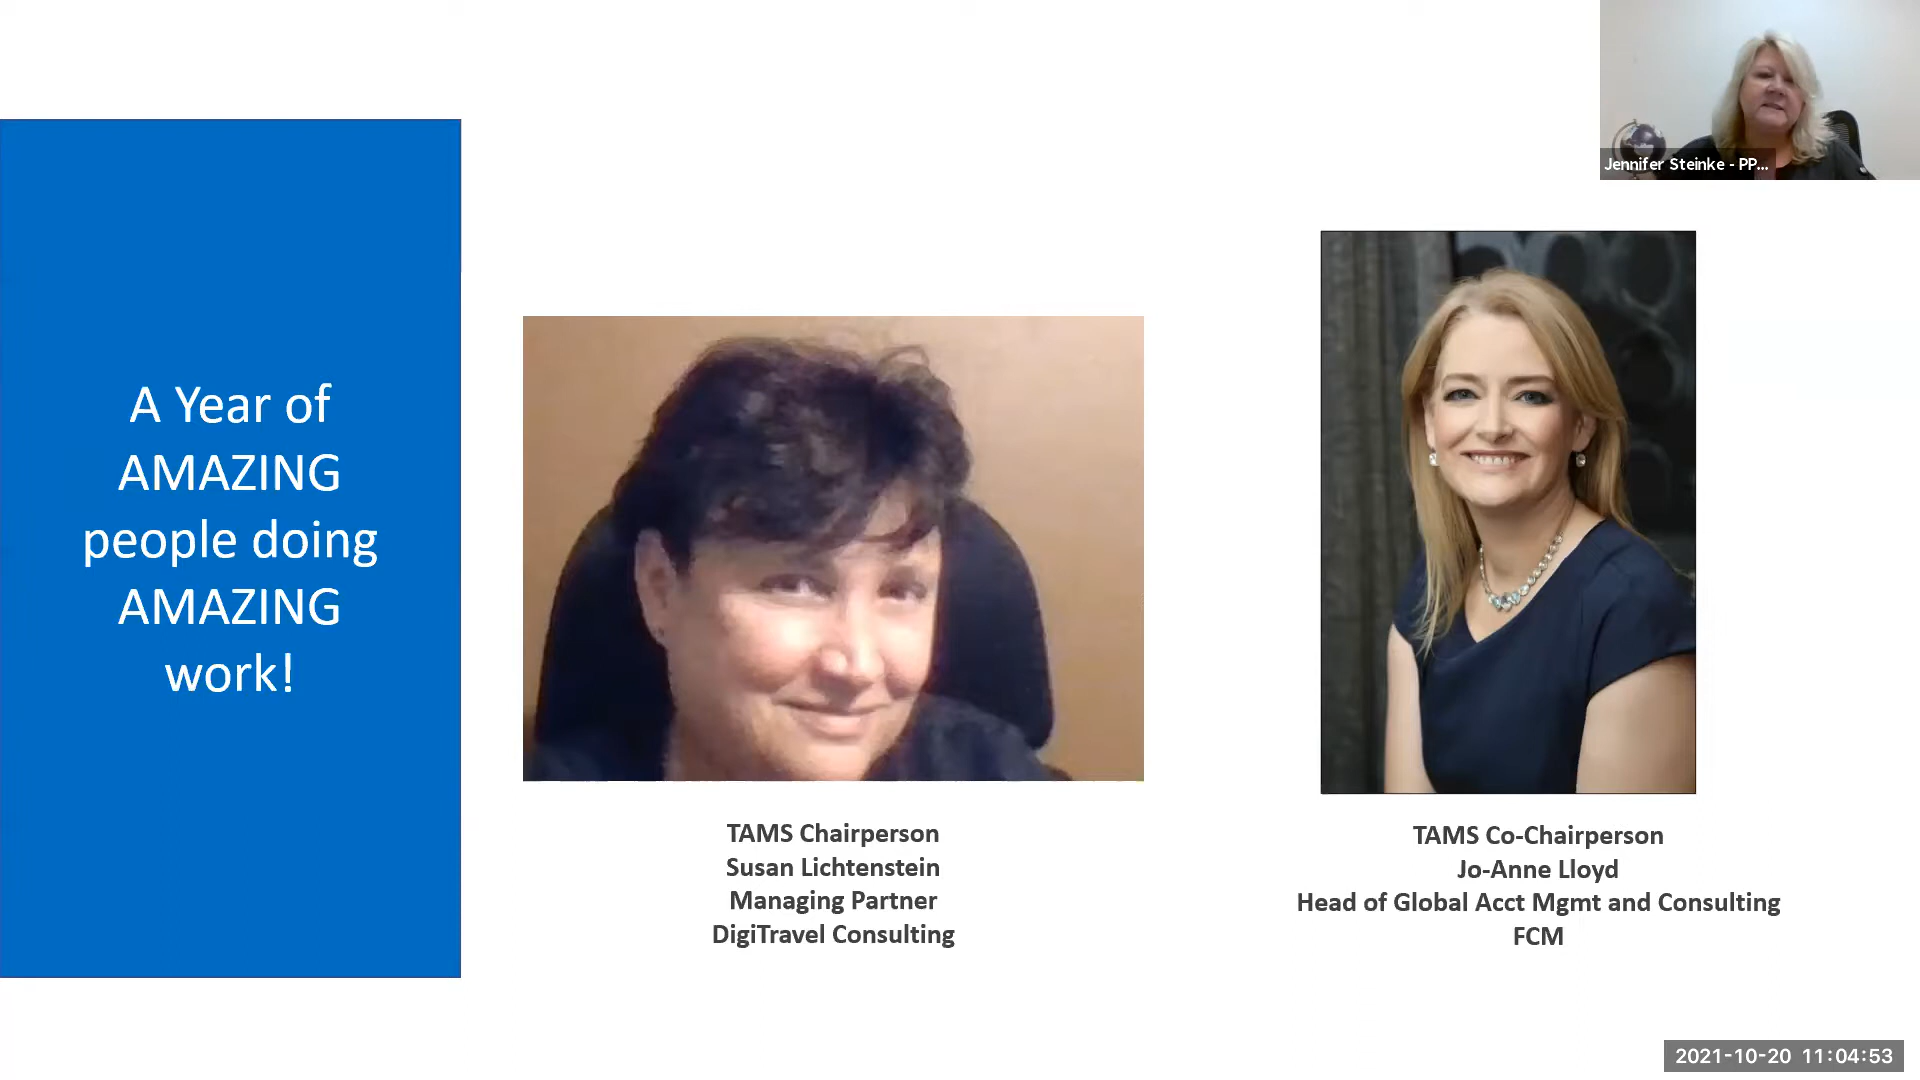 Jennifer Steinke - PP...
A Year of
AMAZING
people doing
AMAZING
work!
TAMS Chairperson
Susan Lichtenstein
Managing Partner
DigiTravel Consulting
TAMS Co-Chairperson
Jo-Anne Lloyd
Head of Global Acct Mgmt and Consulting
FCM
2021-10-20 11:04:53